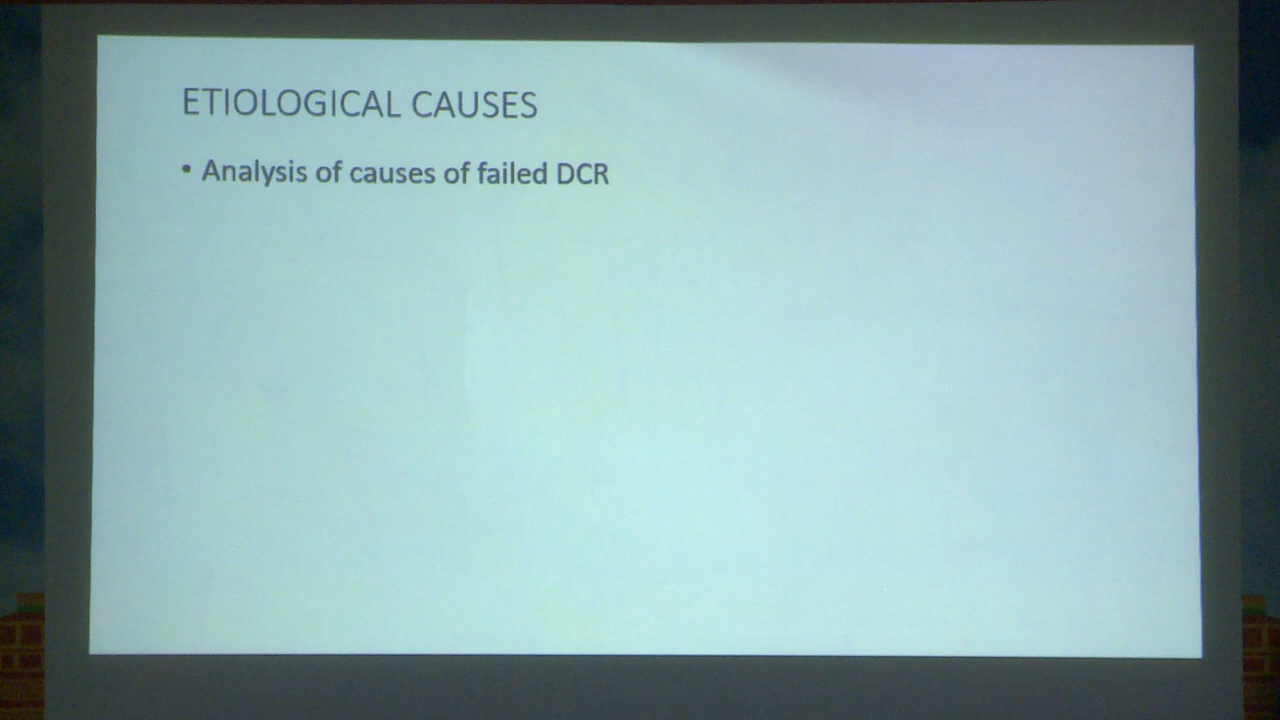 ETIOLOGICAL CAUSES
• Analysis of causes of failed DCR